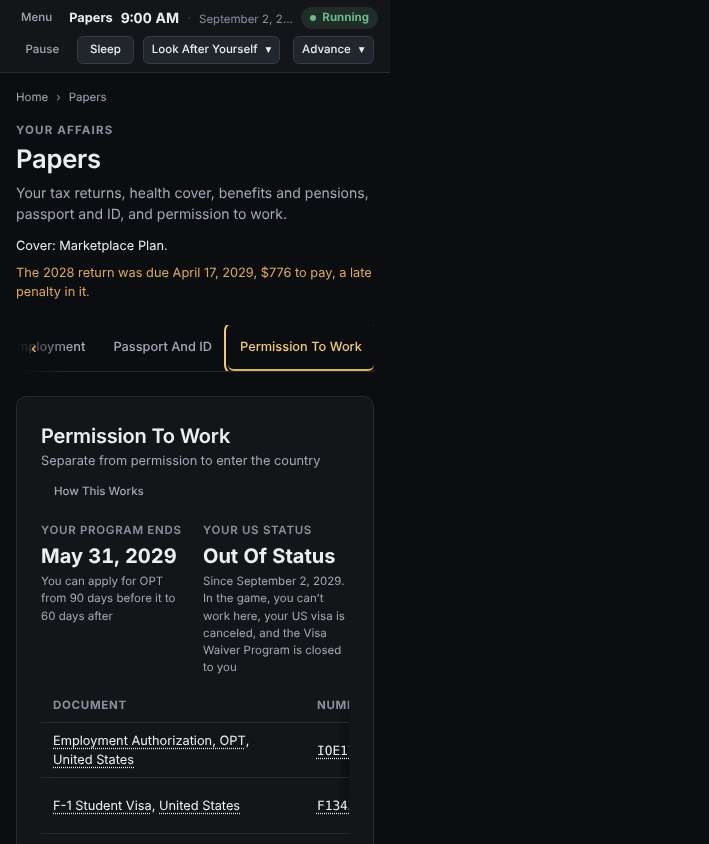 Menu Papers 9:00 AM · September 2, 2... Running
Pause Sleep Look After Yourself ▾ Advance ▾
Home › Papers
YOUR AFFAIRS
Papers
Your tax returns, health cover, benefits and pensions,
passport and ID, and permission to work.
Cover: Marketplace Plan.
The 2028 return was due April 17, 2029, $776 to pay, a late
penalty in it.
‹ Passport And ID Permission To Work
Permission To Work
Separate from permission to enter the country
How This Works
YOUR PROGRAM ENDS
May 31, 2029
You can apply for OPT
from 90 days before it to
60 days after
YOUR US STATUS
Out Of Status
Since September 2, 2029.
In the game, you can't
work here, your US visa is
canceled, and the Visa
Waiver Program is closed
to you
DOCUMENT
Employment Authorization, OPT,
United States
F-1 Student Visa, United States F134